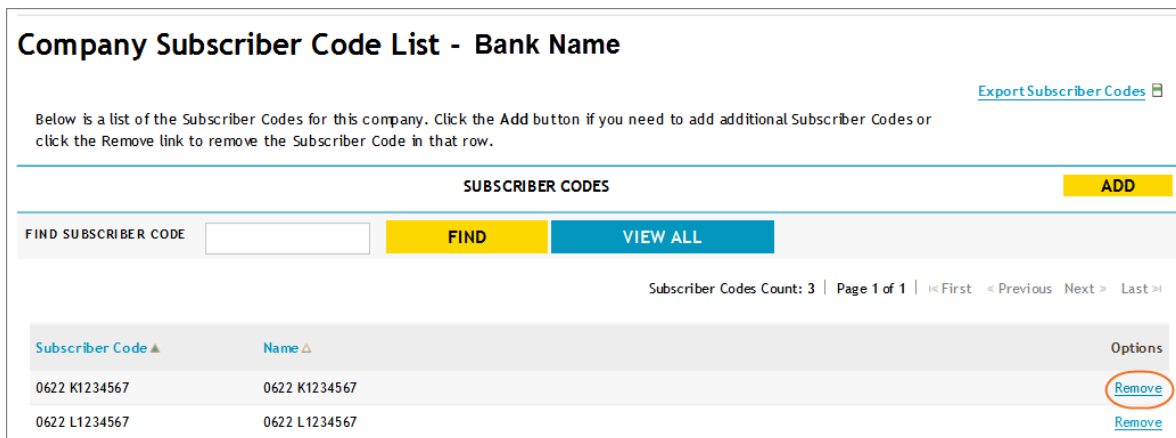 Company Subscriber Code List - Bank Name
Export Subscriber Codes
Below is a list of the Subscriber Codes for this company. Click the Add button if you need to add additional Subscriber Codes or
click the Remove link to remove the Subscriber Code in that row.
SUBSCRIBER CODES ADD
FIND SUBSCRIBER CODE FIND VIEW ALL
Subscriber Codes Count: 3 | Page 1 of 1 | First Previous Next Last
Subscriber Code Name Options
0622 K1234567 0622 K1234567 Remove
0622 L1234567 0622 L1234567 Remove